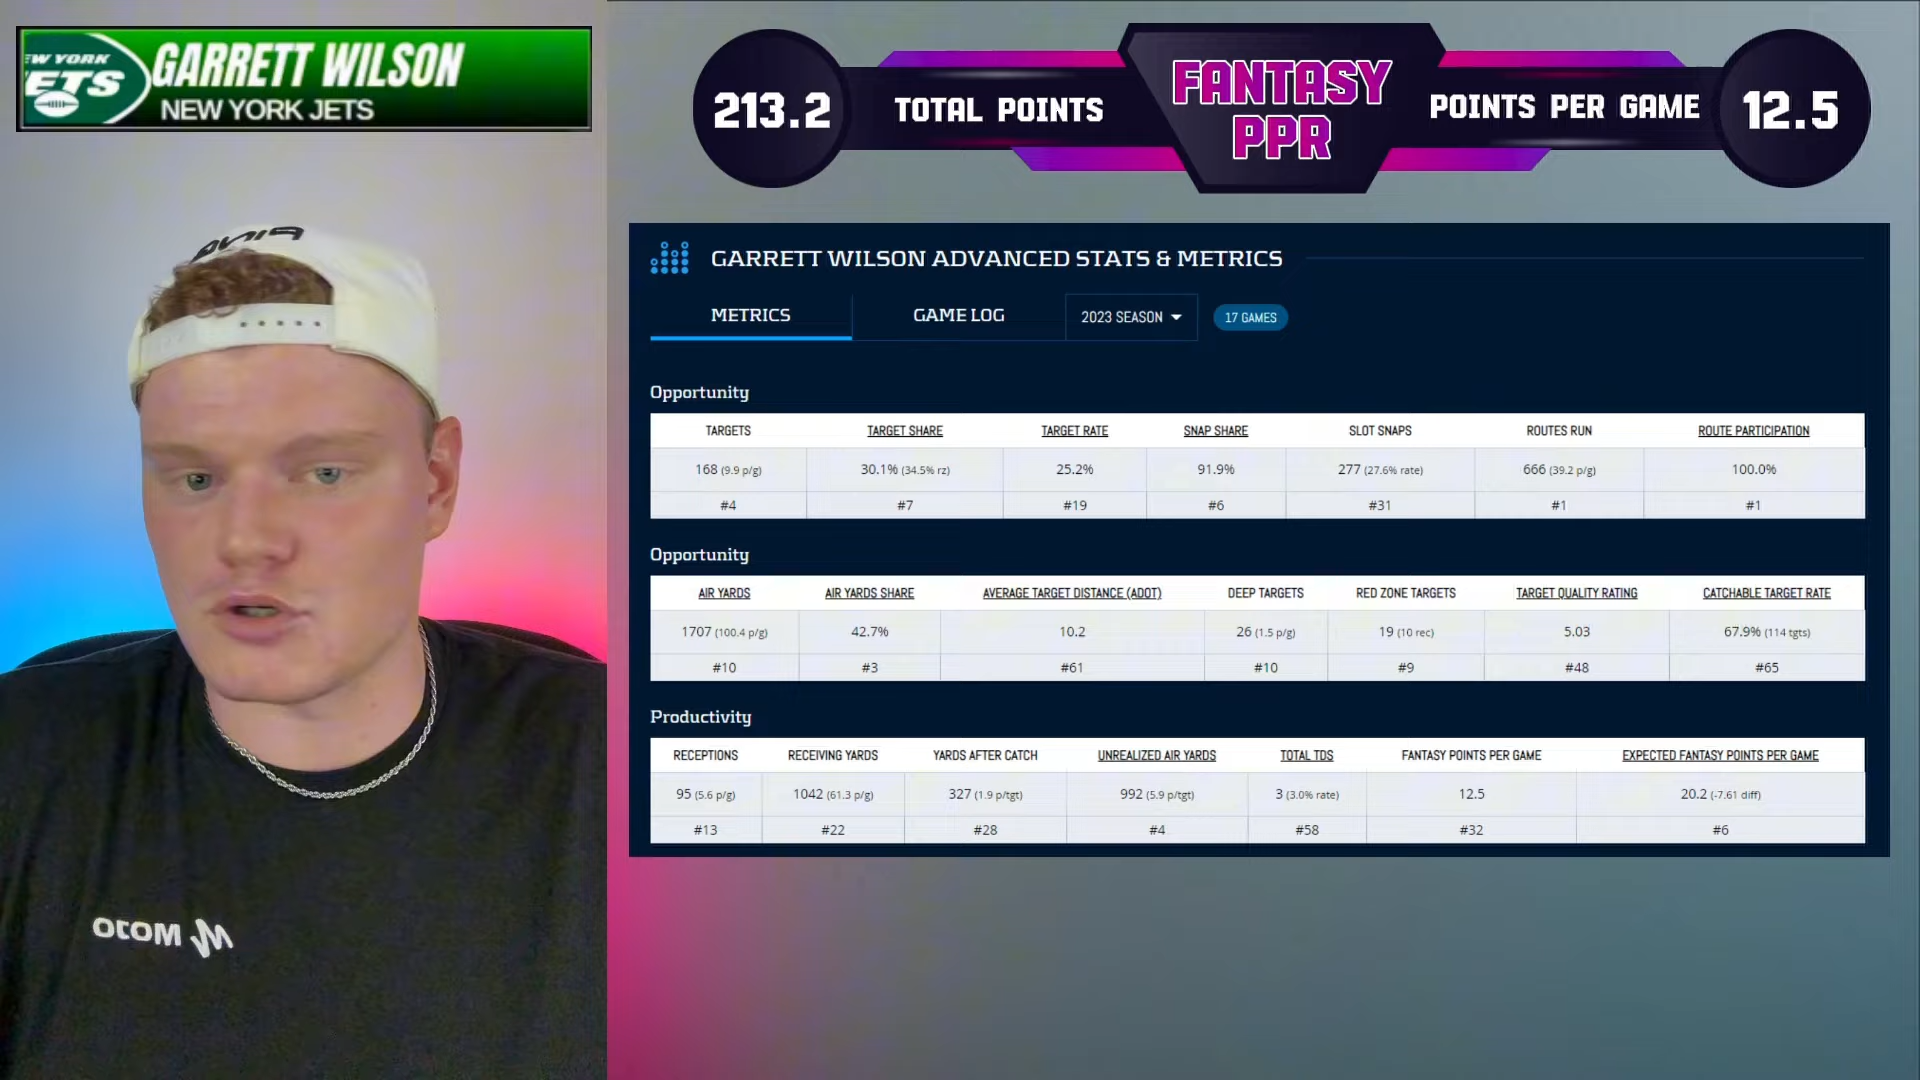 EW YORK
JETS
GARRETT WILSON
NEW YORK JETS
213.2
TOTAL POINTS
FANTASY
PPR
POINTS PER GAME
12.5
GARRETT WILSON ADVANCED STATS & METRICS
METRICS
GAME LOG
2023 SEASON
17 GAMES
Opportunity
TARGETS TARGET SHARE TARGET RATE SNAP SHARE SLOT SNAPS ROUTES RUN ROUTE PARTICIPATION
168 (9.9 p/g) 30.1% (34.5% rz) 25.2% 91.9% 277 (27.6% rate) 666 (39.2 p/g) 100.0%
#4 #7 #19 #6 #31 #1 #1
Opportunity
AIR YARDS AIR YARDS SHARE AVERAGE TARGET DISTANCE (ADOT) DEEP TARGETS RED ZONE TARGETS TARGET QUALITY RATING CATCHABLE TARGET RATE
1707 (100.4 p/g) 42.7% 10.2 26 (1.5 p/g) 19 (10 rec) 5.03 67.9% (114 tgts)
#10 #3 #61 #10 #9 #48 #65
Productivity
RECEPTIONS RECEIVING YARDS YARDS AFTER CATCH UNREALIZED AIR YARDS TOTAL TDS FANTASY POINTS PER GAME EXPECTED FANTASY POINTS PER GAME
95 (5.6 p/g) 1042 (61.3 p/g) 327 (1.9 p/tgt) 992 (5.9 p/tgt) 3 (3.0% rate) 12.5 20.2 (-7.61 diff)
#13 #22 #28 #4 #58 #32 #6